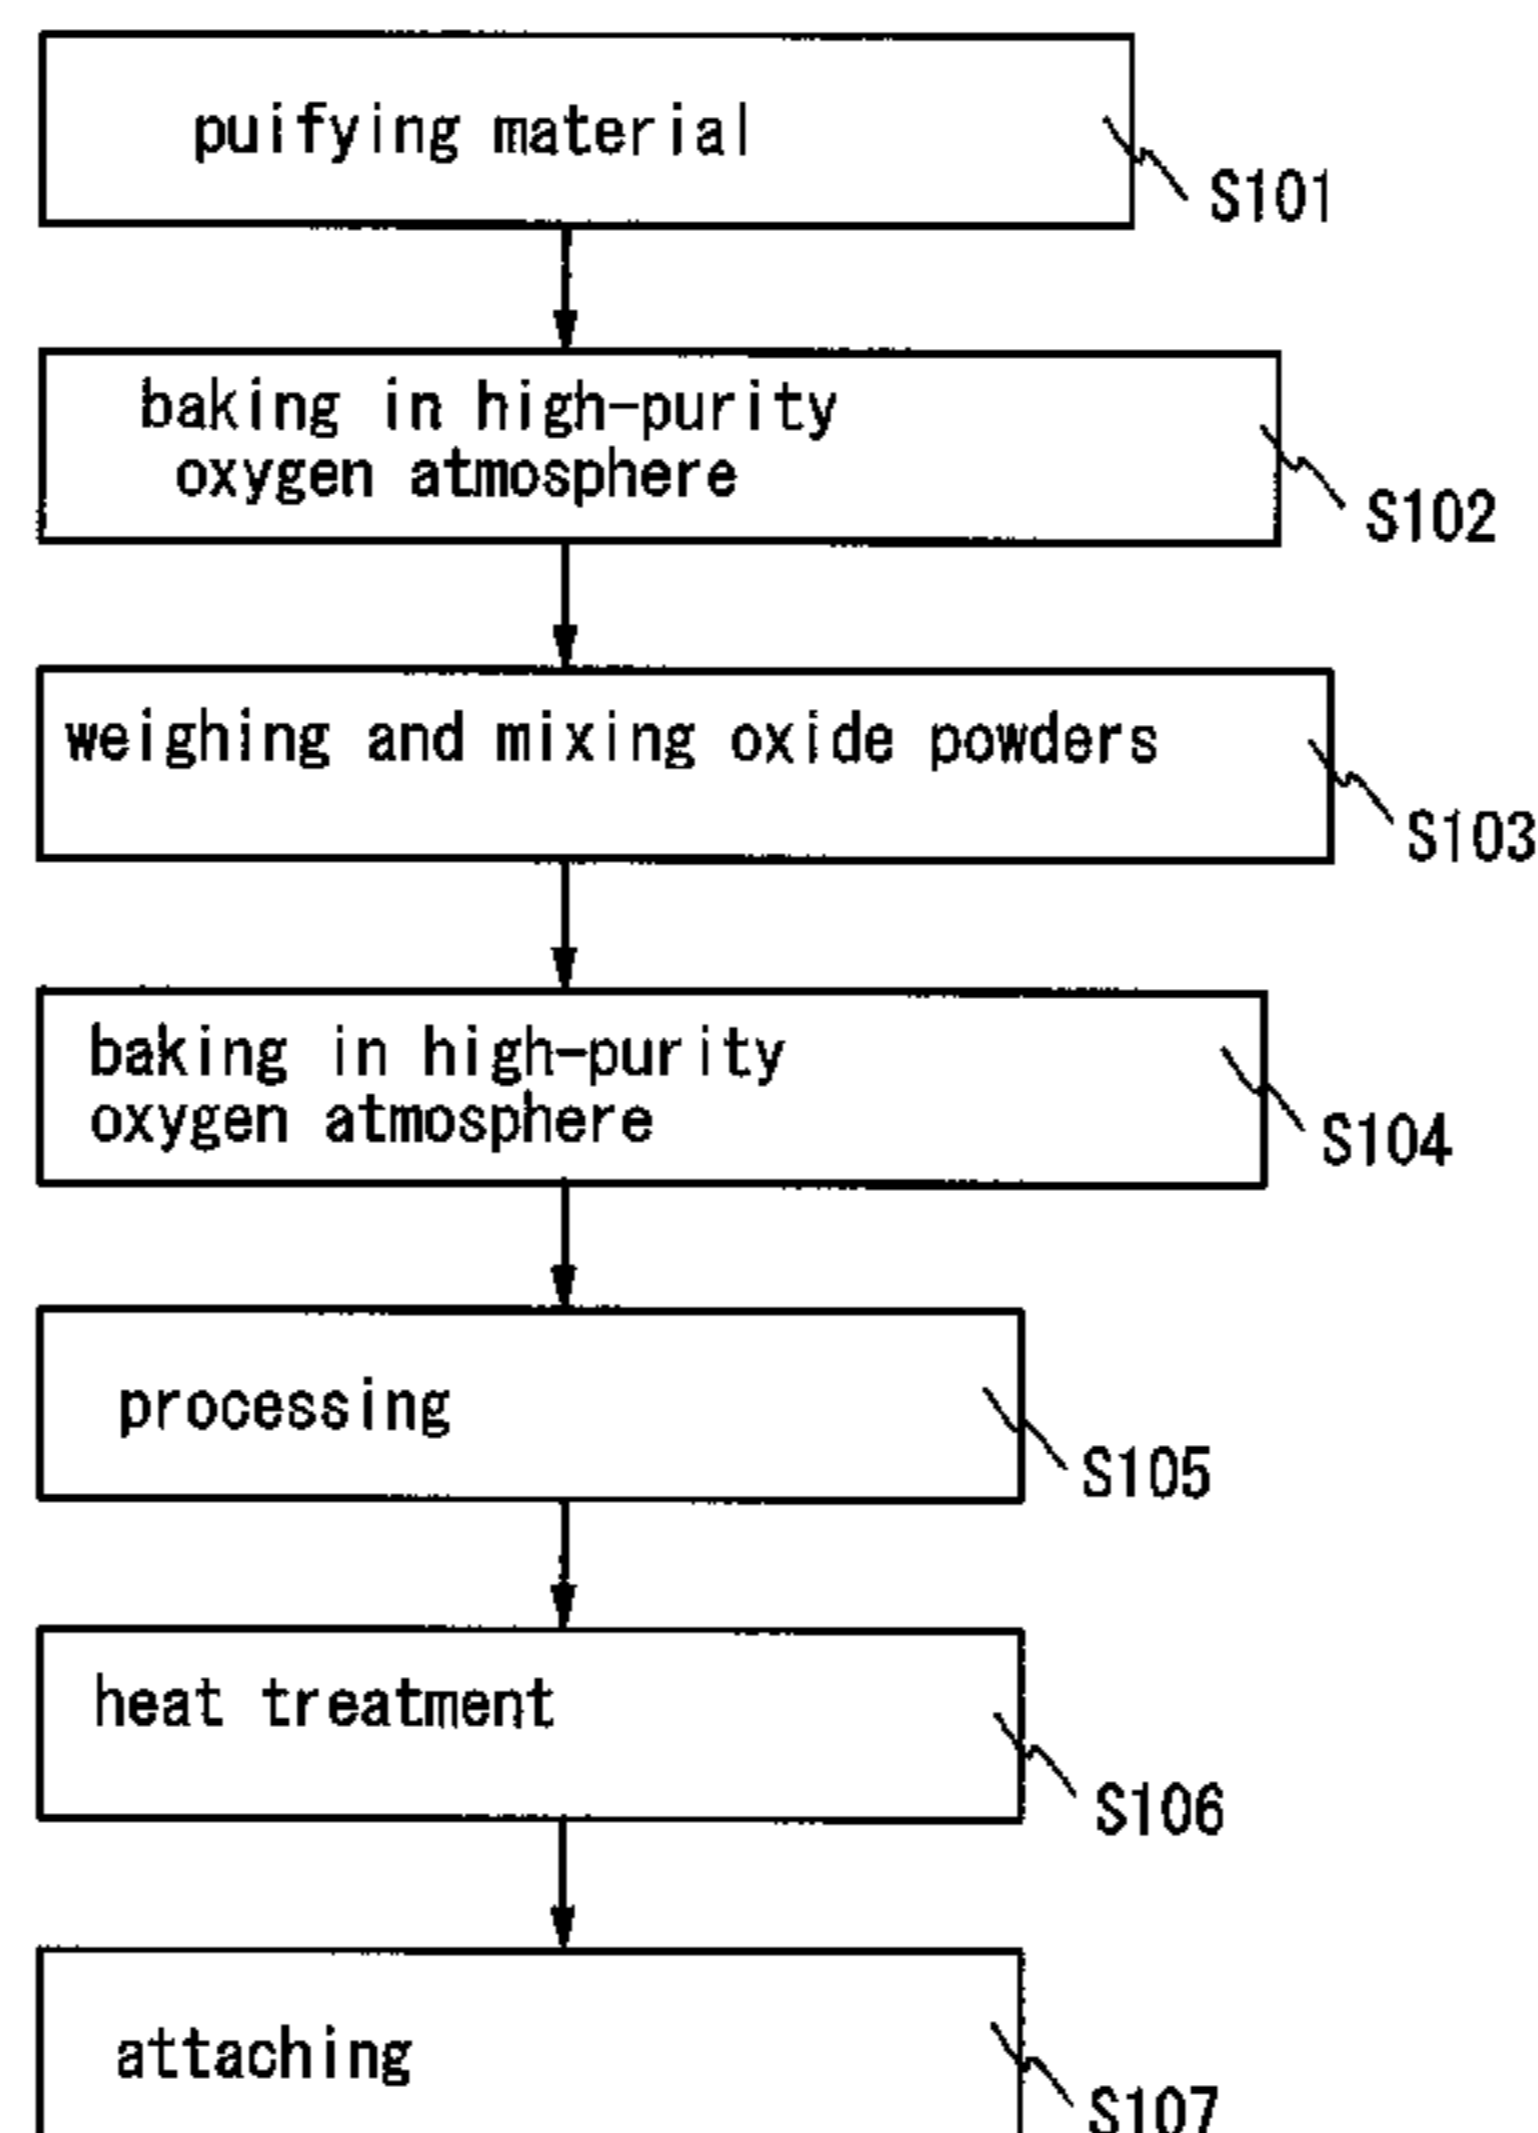 puifying material
S101
baking in high-purity
oxygen atmosphere
S102
weighing and mixing oxide powders
S103
baking in high-purity
oxygen atmosphere
S104
processing
S105
heat treatment
S106
attaching
S107